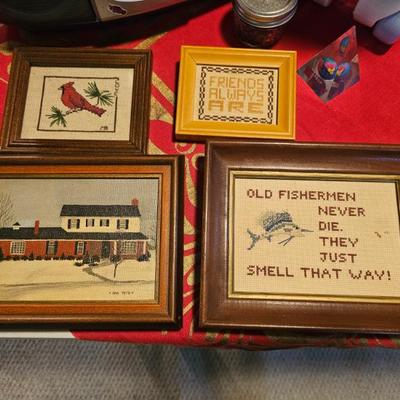 FRIENDS
ALWAYS
ARE
OLD FISHERMEN
NEVER
DIE.
THEY
JUST
SMELL THAT WAY!